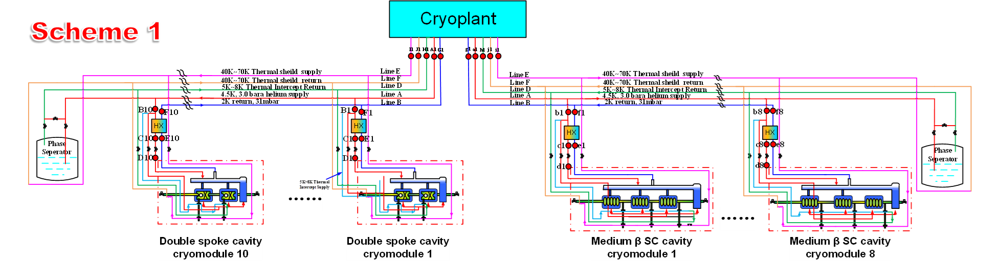 Scheme 1
Cryoplant
I1 J1 H1 A1 G1
g1 a1 h1 j1 i1
40K~70K Thermal sheild supply
Line E
40K~70K Thermal sheild return
Line F
5K~8K Thermal Intercept Return
Line D
4.5K, 3.0 bara helium supply
Line A
2K return, 31mbar
Line B
Line E
40K~70K Thermal sheild supply
Line F
40K~70K Thermal sheild return
Line D
5K~8K Thermal Intercept Return
Line A
4.5K, 3.0 bara helium supply
Line B
2K return, 31mbar
B10 F10
HX
C10 E10
D10
B1 F1
HX
C1 E1
D1
b1 f1
HX
c1 e1
d1
b8 f8
HX
c8 e8
d8
Phase
Seperator
Phase
Seperator
5K~8K Thermal
Intercept Supply
......
......
Double spoke cavity
cryomodule 10
Double spoke cavity
cryomodule 1
Medium β SC cavity
cryomodule 1
Medium β SC cavity
cryomodule 8